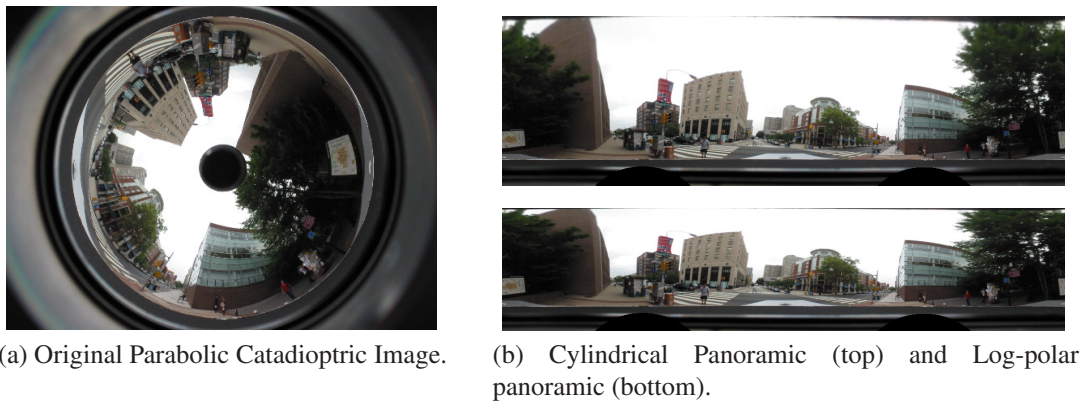 (a) Original Parabolic Catadioptric Image.
(b) Cylindrical Panoramic (top) and Log-polar
panoramic (bottom).